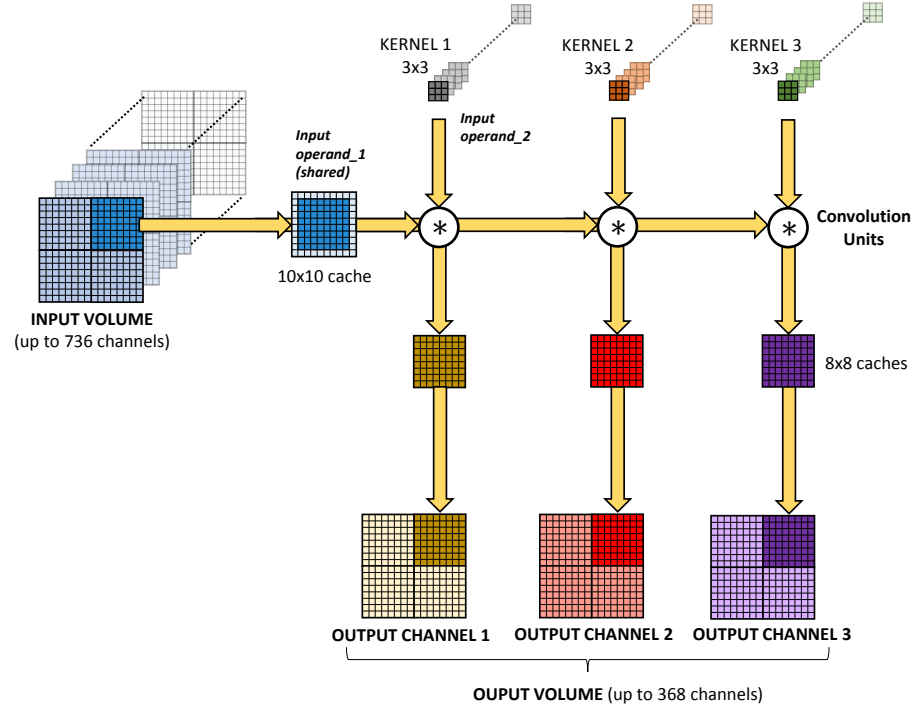 KERNEL 1
3x3
KERNEL 2
3x3
KERNEL 3
3x3
Input
operand_1
(shared)
Input
operand_2
*
*
*
Convolution
Units
10x10 cache
INPUT VOLUME
(up to 736 channels)
8x8 caches
OUTPUT CHANNEL 1
OUTPUT CHANNEL 2
OUTPUT CHANNEL 3
OUPUT VOLUME (up to 368 channels)